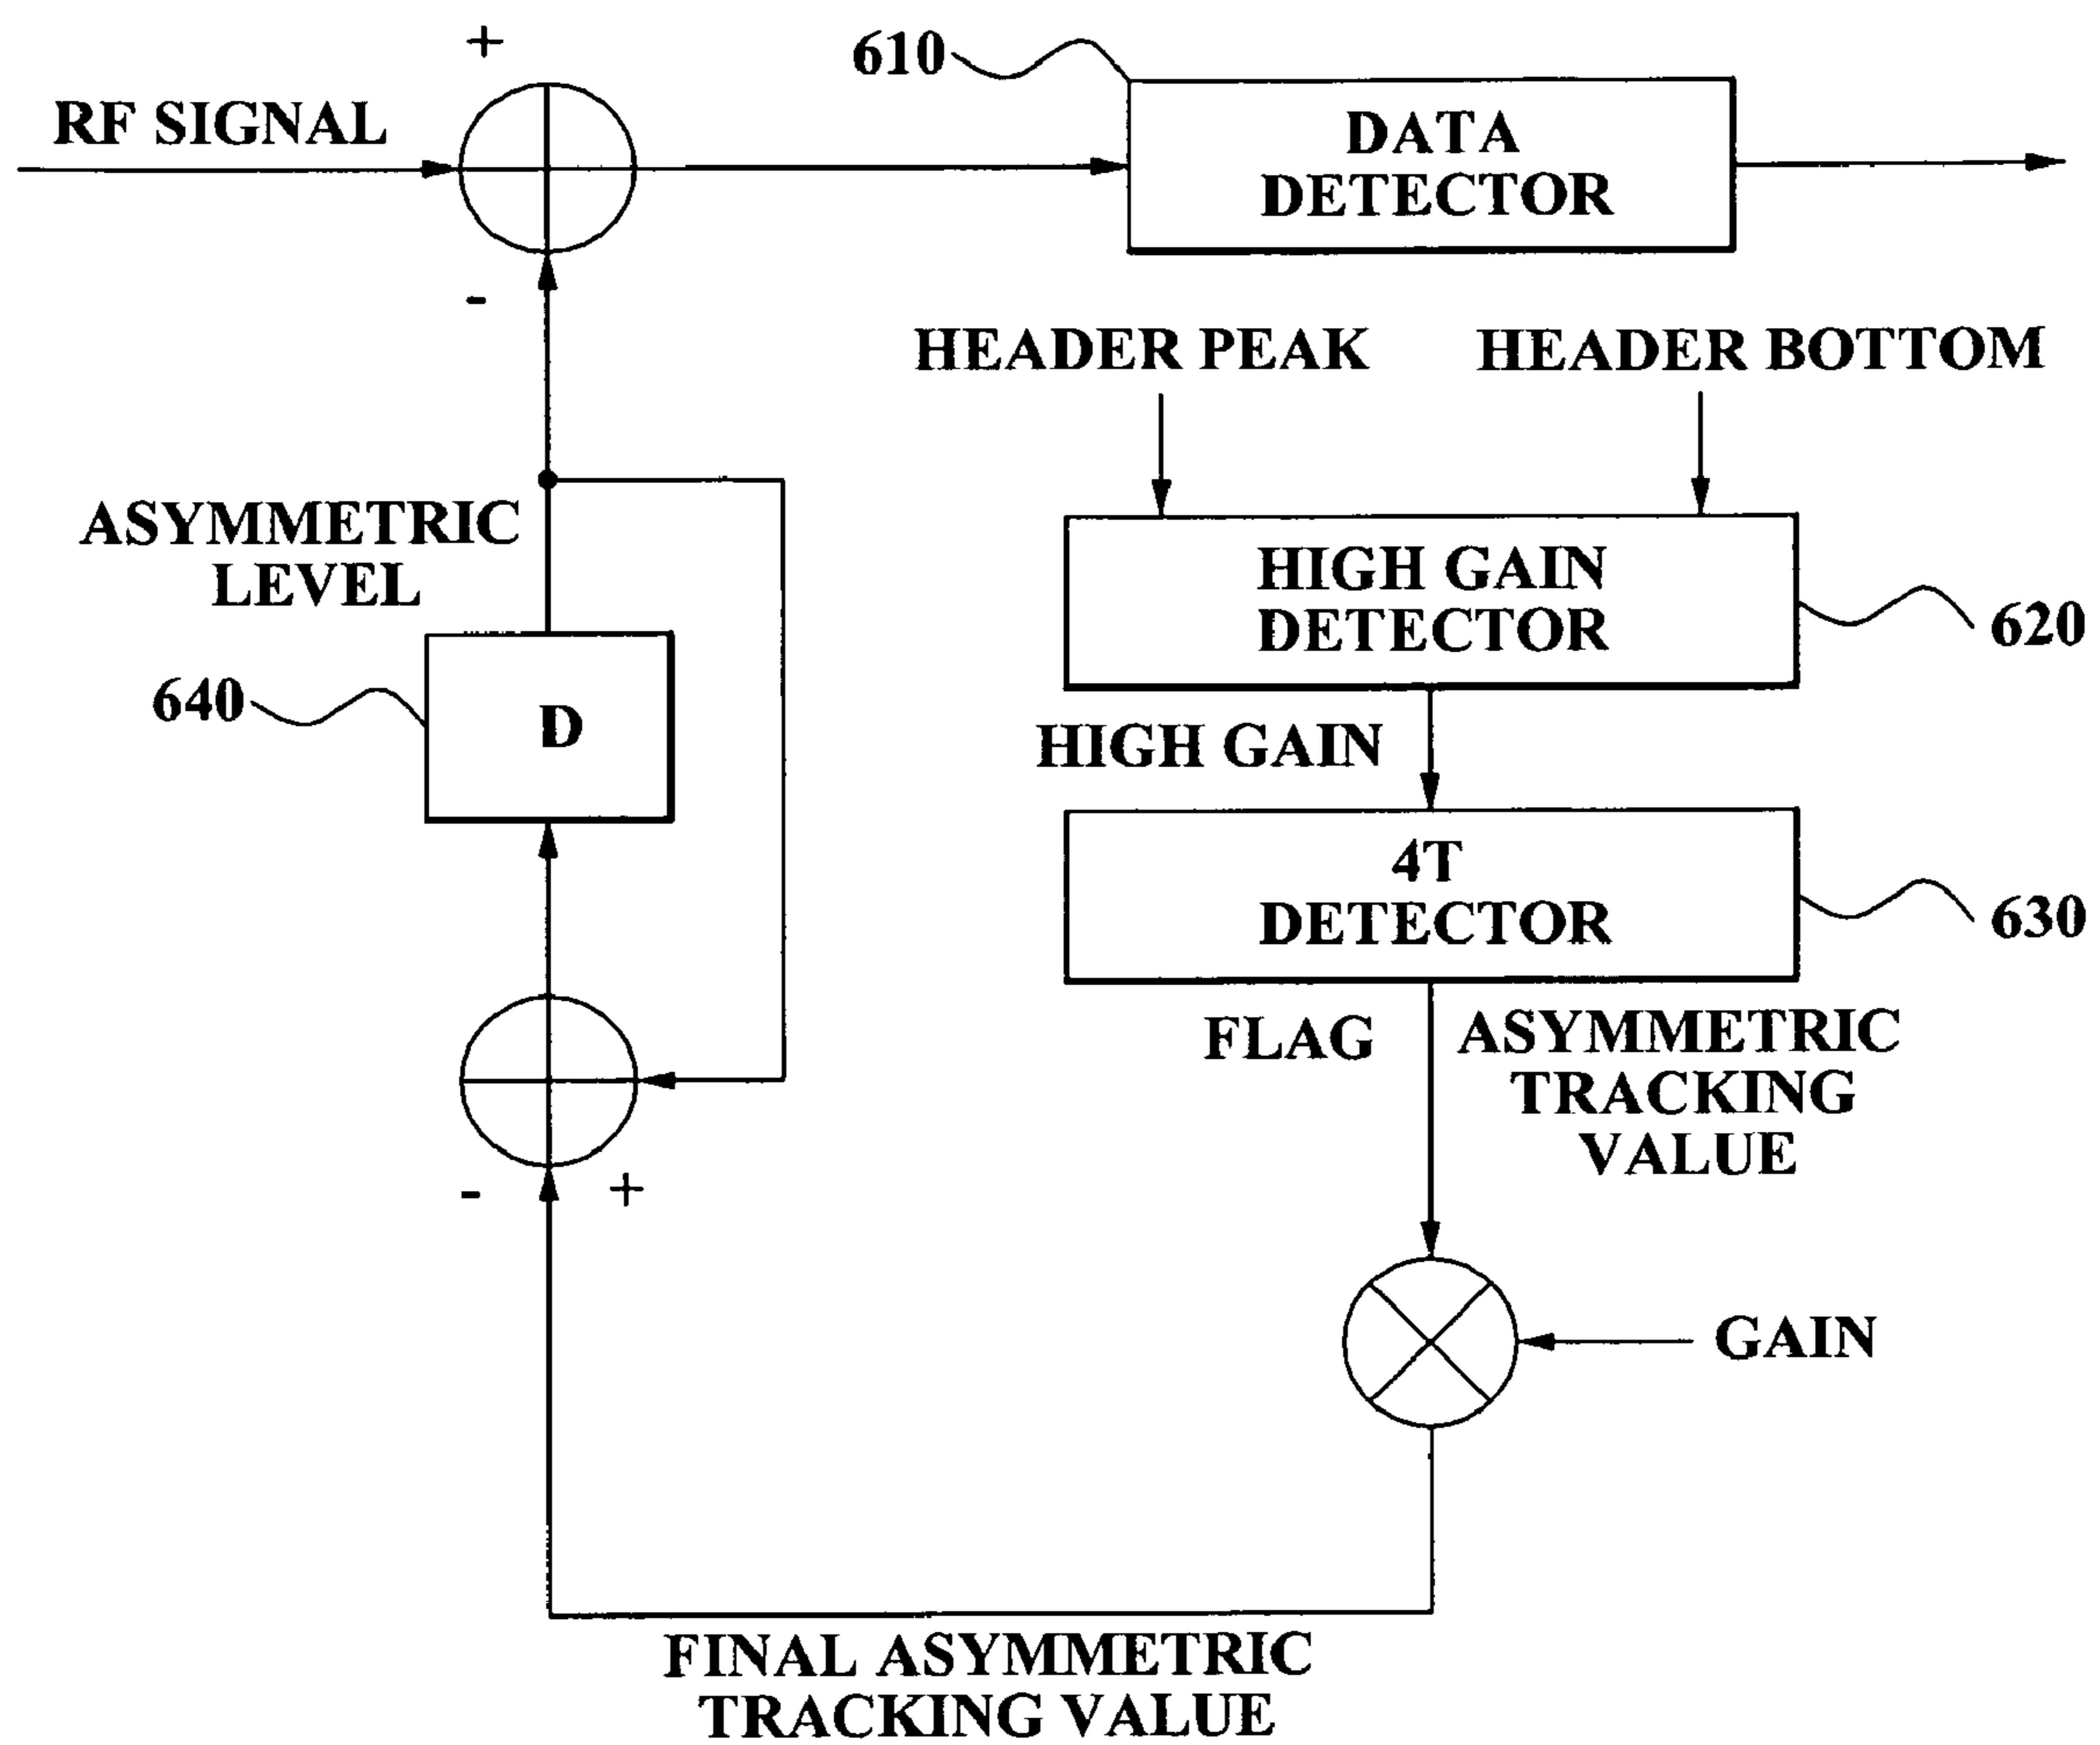 +
610
RF SIGNAL
DATA
DETECTOR
-
HEADER PEAK
HEADER BOTTOM
ASYMMETRIC
LEVEL
HIGH GAIN
DETECTOR
620
640
D
HIGH GAIN
4T
DETECTOR
630
FLAG
ASYMMETRIC
TRACKING
VALUE
-
+
GAIN
FINAL ASYMMETRIC
TRACKING VALUE